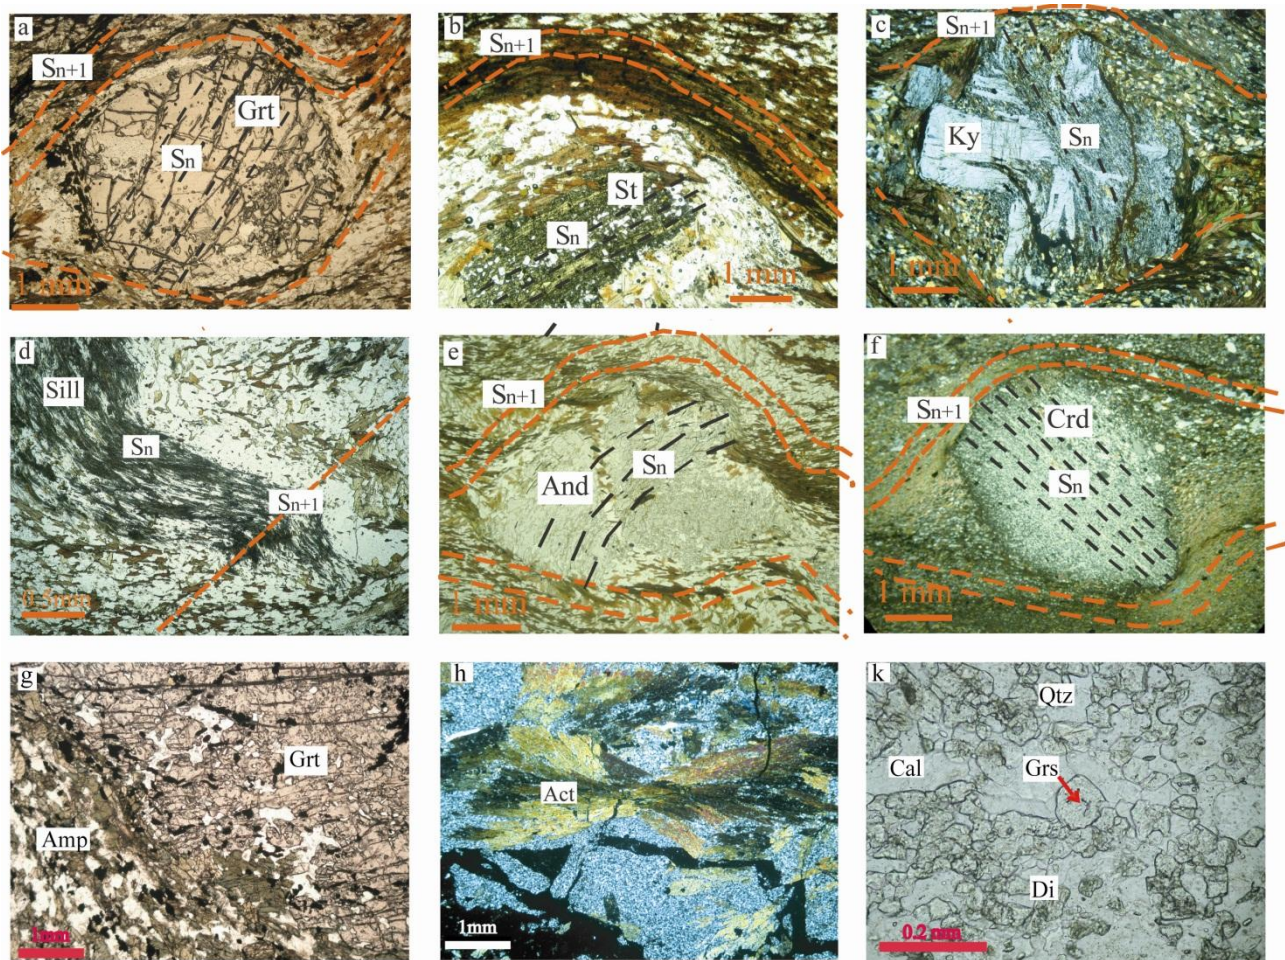 a
Sn+1
Grt
Sn
1 mm
b
Sn+1
St
Sn
1 mm
c
Sn+1
Ky
Sn
1 mm
d
Sill
Sn
Sn+1
0.5mm
e
Sn+1
And
Sn
1 mm
f
Sn+1
Crd
Sn
1 mm
g
Grt
Amp
1mm
h
Act
1mm
k
Qtz
Cal
Grs
Di
0.2 mm